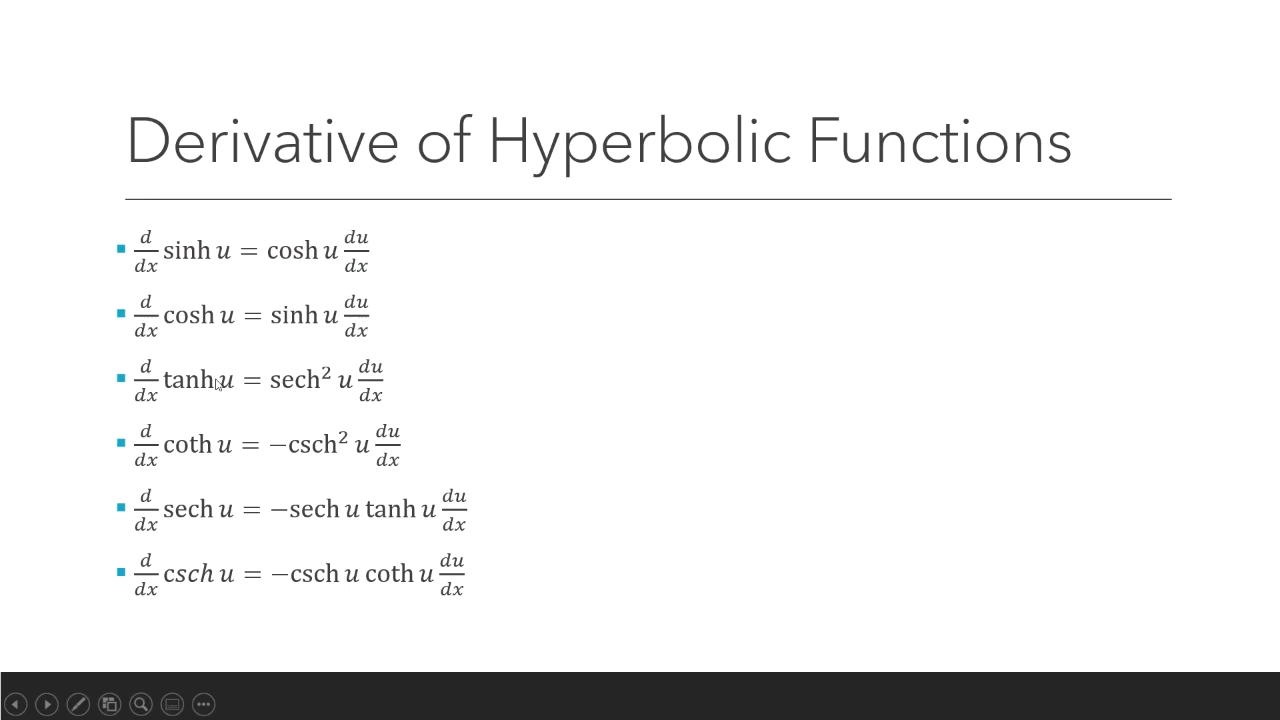 Derivative of Hyperbolic Functions
▪ d/dx sinh u = cosh u du/dx
▪ d/dx cosh u = sinh u du/dx
▪ d/dx tanh u = sech² u du/dx
▪ d/dx coth u = −csch² u du/dx
▪ d/dx sech u = −sech u tanh u du/dx
▪ d/dx csch u = −csch u coth u du/dx